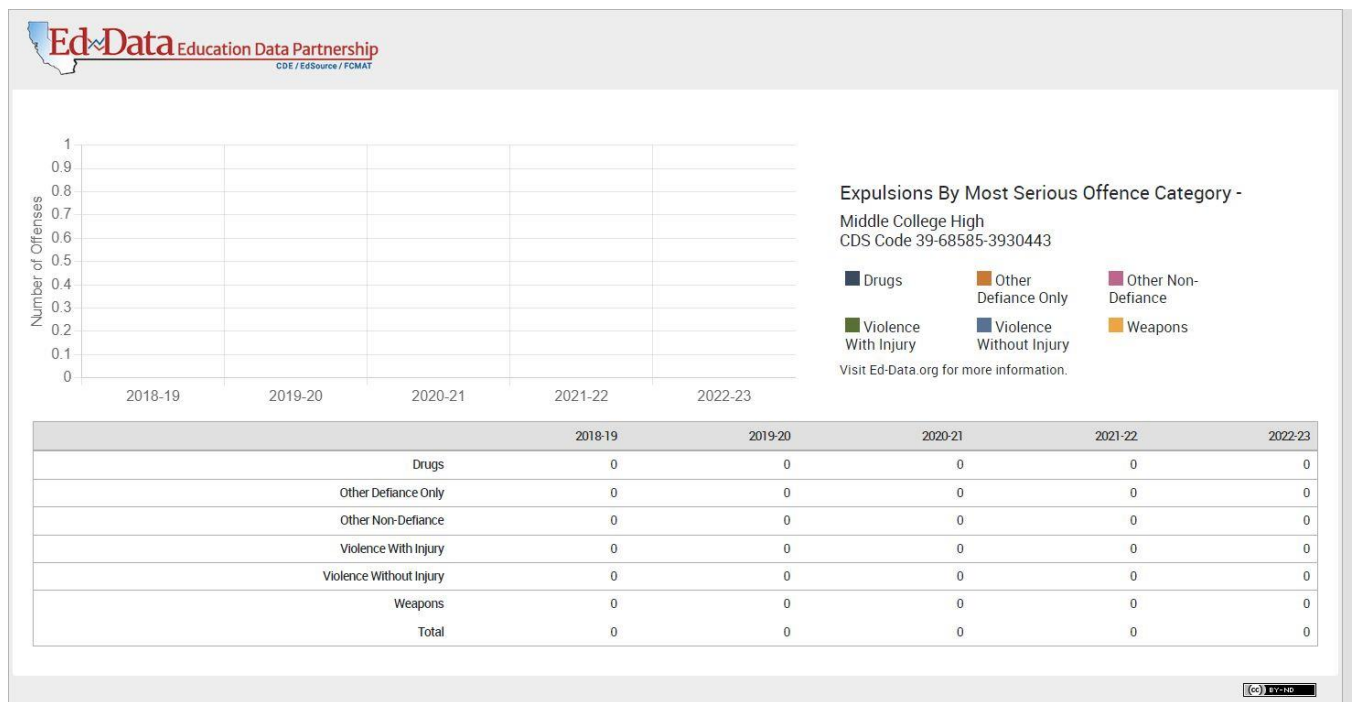 Ed Data Education Data Partnership
CDE / EdSource / FCMAT
1
0.9
0.8
0.7
0.6
0.5
0.4
0.3
0.2
0.1
0
Number of Offenses
2018-19 2019-20 2020-21 2021-22 2022-23
Expulsions By Most Serious Offence Category -
Middle College High
CDS Code 39-68585-3930443
Drugs
Other
Defiance Only
Other Non-
Defiance
Violence
With Injury
Violence
Without Injury
Weapons
Visit Ed-Data.org for more information.
2018-19 2019-20 2020-21 2021-22 2022-23
Drugs 0 0 0 0 0
Other Defiance Only 0 0 0 0 0
Other Non-Defiance 0 0 0 0 0
Violence With Injury 0 0 0 0 0
Violence Without Injury 0 0 0 0 0
Weapons 0 0 0 0 0
Total 0 0 0 0 0
(cc) BY-ND